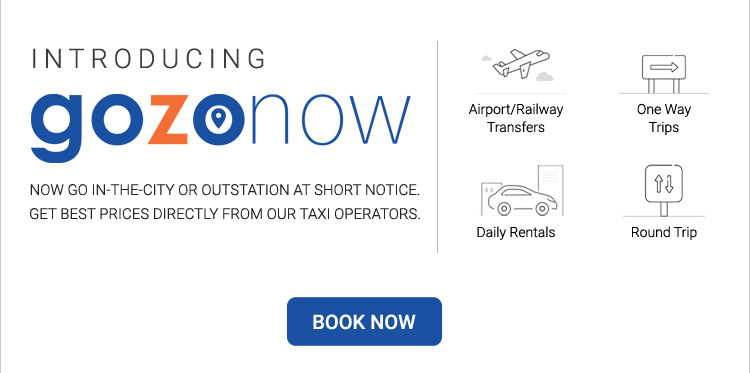 INTRODUCING
gozonow
NOW GO IN-THE-CITY OR OUTSTATION AT SHORT NOTICE.
GET BEST PRICES DIRECTLY FROM OUR TAXI OPERATORS.
Airport/Railway
Transfers
One Way
Trips
Daily Rentals
Round Trip
BOOK NOW